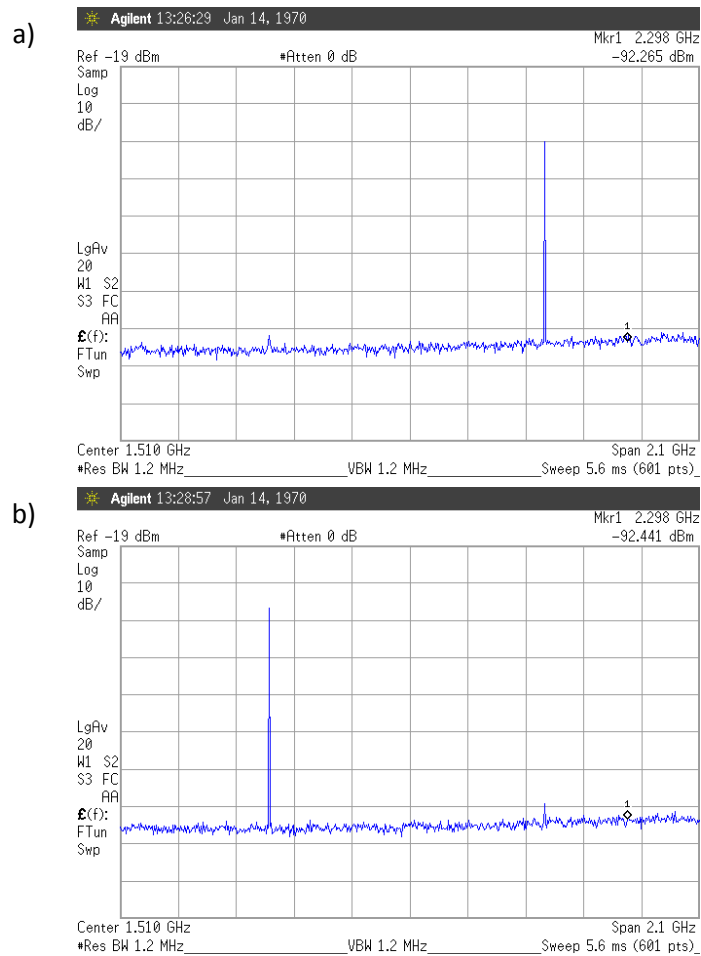 a)
Agilent 13:26:29 Jan 14, 1970
Mkr1 2.298 GHz
Ref -19 dBm #Atten 0 dB -92.265 dBm
Samp
Log
10
dB/
LgAv
20
W1 S2
S3 FC
AA
£(f):
FTun
Swp
1
Center 1.510 GHz Span 2.1 GHz
#Res BW 1.2 MHz VBW 1.2 MHz Sweep 5.6 ms (601 pts)
b)
Agilent 13:28:57 Jan 14, 1970
Mkr1 2.298 GHz
Ref -19 dBm #Atten 0 dB -92.441 dBm
Samp
Log
10
dB/
LgAv
20
W1 S2
S3 FC
AA
£(f):
FTun
Swp
1
Center 1.510 GHz Span 2.1 GHz
#Res BW 1.2 MHz VBW 1.2 MHz Sweep 5.6 ms (601 pts)